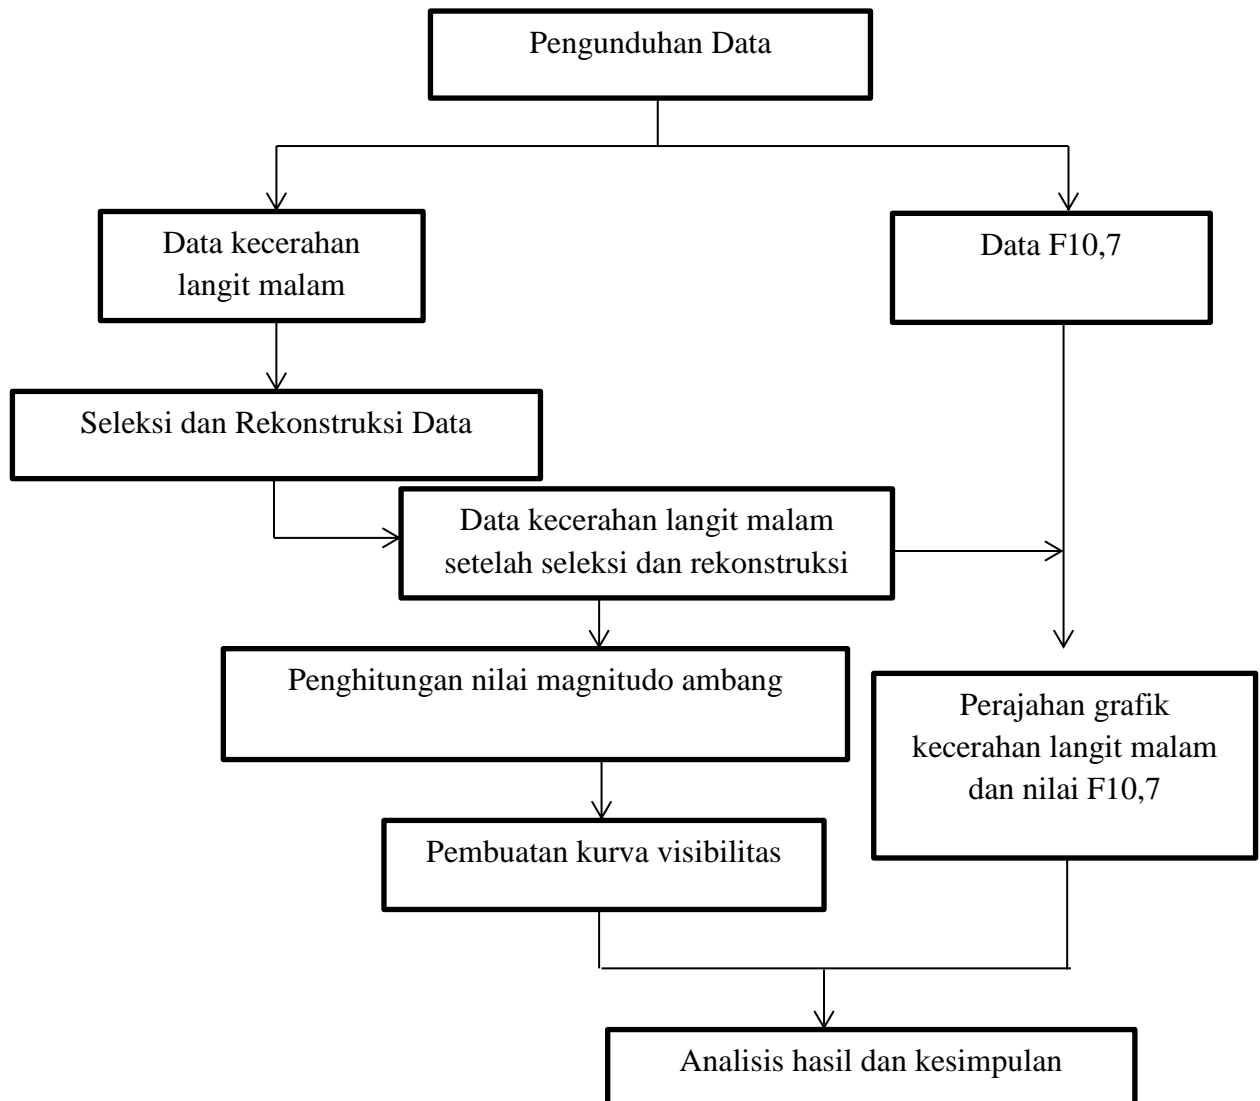 Pengunduhan Data
Data kecerahan
langit malam
Data F10,7
Seleksi dan Rekonstruksi Data
Data kecerahan langit malam
setelah seleksi dan rekonstruksi
Penghitungan nilai magnitudo ambang
Perajahan grafik
kecerahan langit malam
dan nilai F10,7
Pembuatan kurva visibilitas
Analisis hasil dan kesimpulan